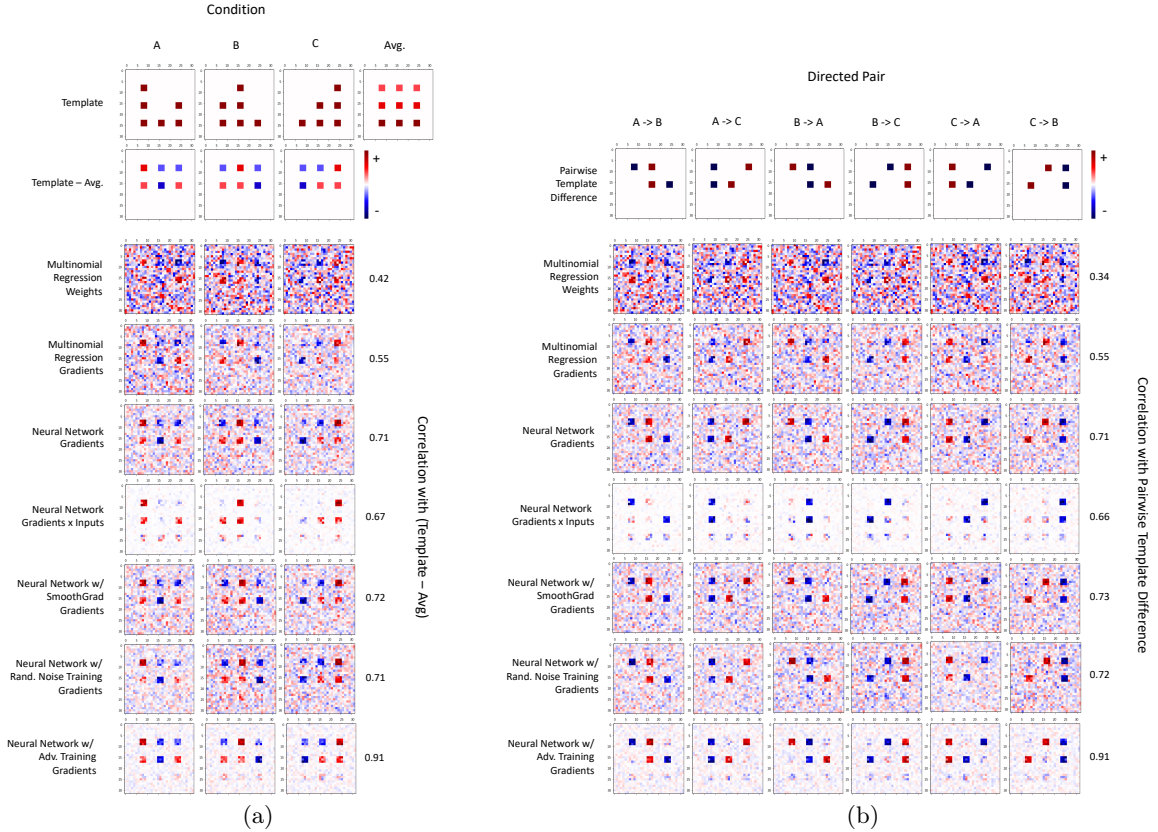 Condition
A B C Avg.
Template
Template – Avg.
+
-
Multinomial
Regression
Weights
0.42
Multinomial
Regression
Gradients
0.55
Neural Network
Gradients
0.71
Neural Network
Gradients x Inputs
0.67
Neural Network w/
SmoothGrad
Gradients
0.72
Neural Network w/
Rand. Noise Training
Gradients
0.71
Neural Network w/
Adv. Training
Gradients
0.91
Correlation with (Template – Avg)
(a)
Directed Pair
A -> B A -> C B -> A B -> C C -> A C -> B
Pairwise
Template
Difference
+
-
Multinomial
Regression
Weights
0.34
Multinomial
Regression
Gradients
0.55
Neural Network
Gradients
0.71
Neural Network
Gradients x Inputs
0.66
Neural Network w/
SmoothGrad
Gradients
0.73
Neural Network w/
Rand. Noise Training
Gradients
0.72
Neural Network w/
Adv. Training
Gradients
0.91
Correlation with Pairwise Template Difference
(b)